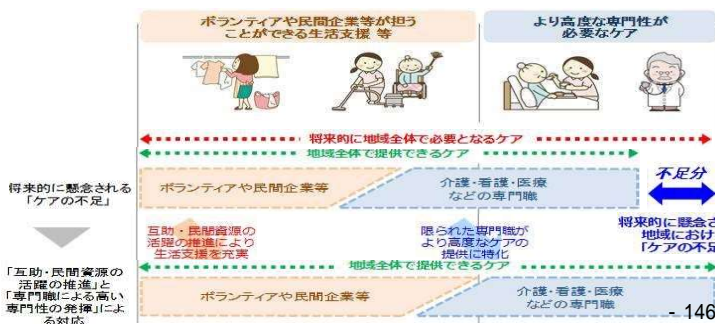 ボランティアや民間企業等が担う
ことができる生活支援 等
より高度な専門性が
必要なケア
将来的に地域全体で必要となるケア
地域全体で提供できるケア
将来的に懸念される
「ケアの不足」
ボランティアや民間企業等
介護・看護・医療
などの専門職
不足分
互助・民間資源の
活躍の推進により
生活支援を充実
限られた専門職が
より高度なケアの
提供に特化
将来的に懸念さ
地域におけ
「ケアの不足
地域全体で提供できるケア
「互助・民間資源の
活躍の推進」と
「専門職による高い
専門性の発揮」によ
る対応
ボランティアや民間企業等
介護・看護・医療
などの専門職
- 146